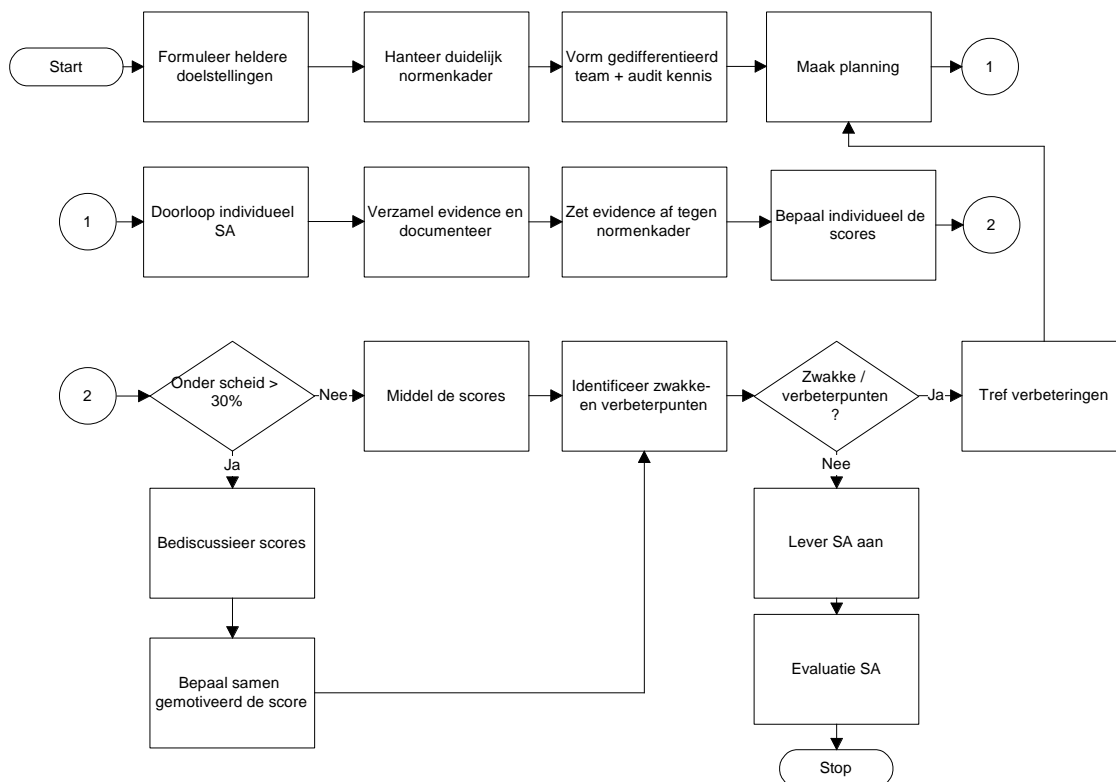 Start
Formuleer heldere
doelstellingen
Hanteer duidelijk
normenkader
Vorm gedifferentieerd
team + audit kennis
Maak planning
1
1
Doorloop individueel
SA
Verzamel evidence en
documenteer
Zet evidence af tegen
normenkader
Bepaal individueel de
scores
2
2
Onder scheid >
30%
Nee
Middel de scores
Identificeer zwakke-
en verbeterpunten
Zwakke /
verbeterpunten
?
Ja
Tref verbeteringen
Ja
Nee
Bediscussieer scores
Lever SA aan
Bepaal samen
gemotiveerd de score
Evaluatie SA
Stop